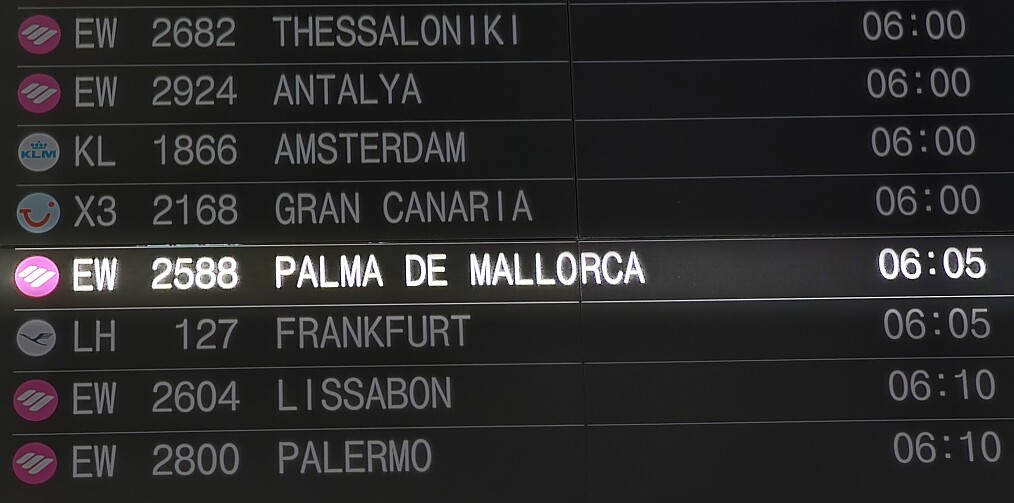 EW 2682 THESSALONIKI 06:00
EW 2924 ANTALYA 06:00
KLM KL 1866 AMSTERDAM 06:00
X3 2168 GRAN CANARIA 06:00
EW 2588 PALMA DE MALLORCA 06:05
LH 127 FRANKFURT 06:05
EW 2604 LISSABON 06:10
EW 2800 PALERMO 06:10